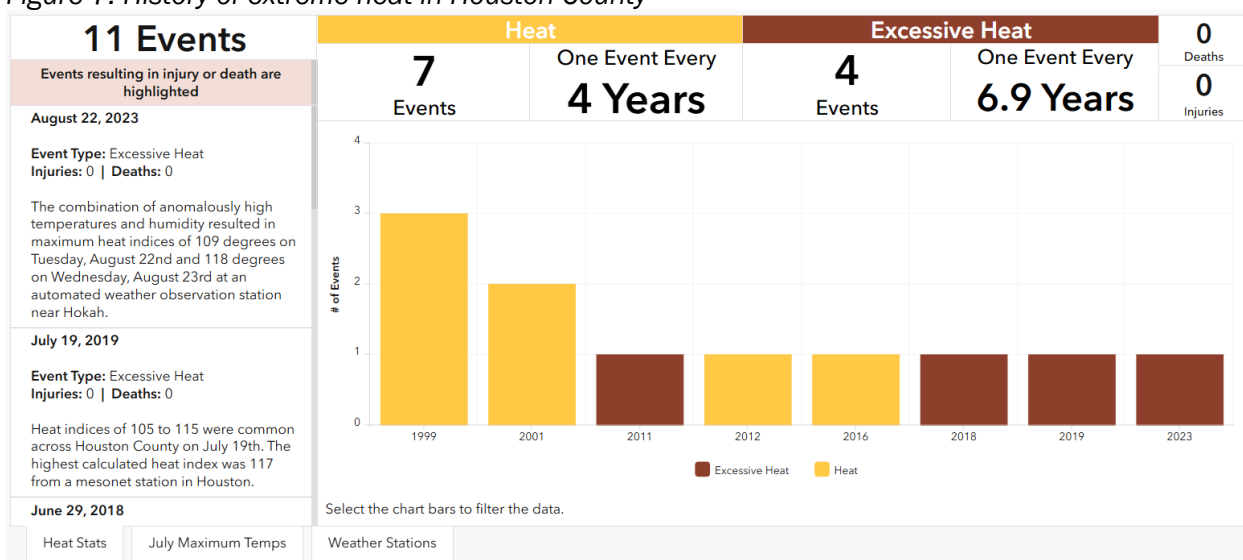 Figure 7: History of extreme heat in Houston County
11 Events
Events resulting in injury or death are
highlighted
August 22, 2023
Event Type: Excessive Heat
Injuries: 0 | Deaths: 0
The combination of anomalously high
temperatures and humidity resulted in
maximum heat indices of 109 degrees on
Tuesday, August 22nd and 118 degrees
on Wednesday, August 23rd at an
automated weather observation station
near Hokah.
July 19, 2019
Event Type: Excessive Heat
Injuries: 0 | Deaths: 0
Heat indices of 105 to 115 were common
across Houston County on July 19th. The
highest calculated heat index was 117
from a mesonet station in Houston.
June 29, 2018
Heat
7
Events
One Event Every
4 Years
Excessive Heat
4
Events
One Event Every
6.9 Years
0
Deaths
0
Injuries
# of Events
4
3
2
1
0
1999
2001
2011
2012
2016
2018
2019
2023
Excessive Heat
Heat
Select the chart bars to filter the data.
Heat Stats
July Maximum Temps
Weather Stations